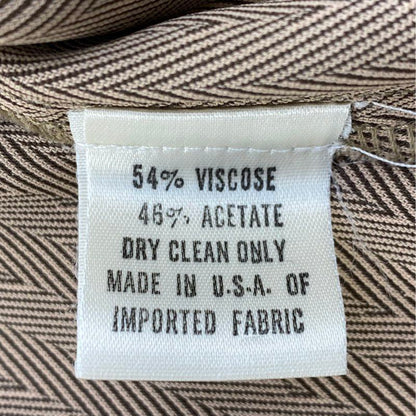 54% VISCOSE
46% ACETATE
DRY CLEAN ONLY
MADE IN U.S.A. OF
IMPORTED FABRIC